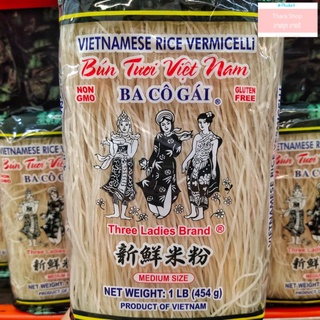 VIETNAMESE RICE VERMICELLI
Bún Tươi Việt Nam
NON
GMO
BA CÔ GÁI ®
GLUTEN
FREE
Three Ladies Brand ®
新鮮米粉
MEDIUM SIZE
NET WEIGHT: 1 LB (454 g)
PRODUCT OF VIETNAM